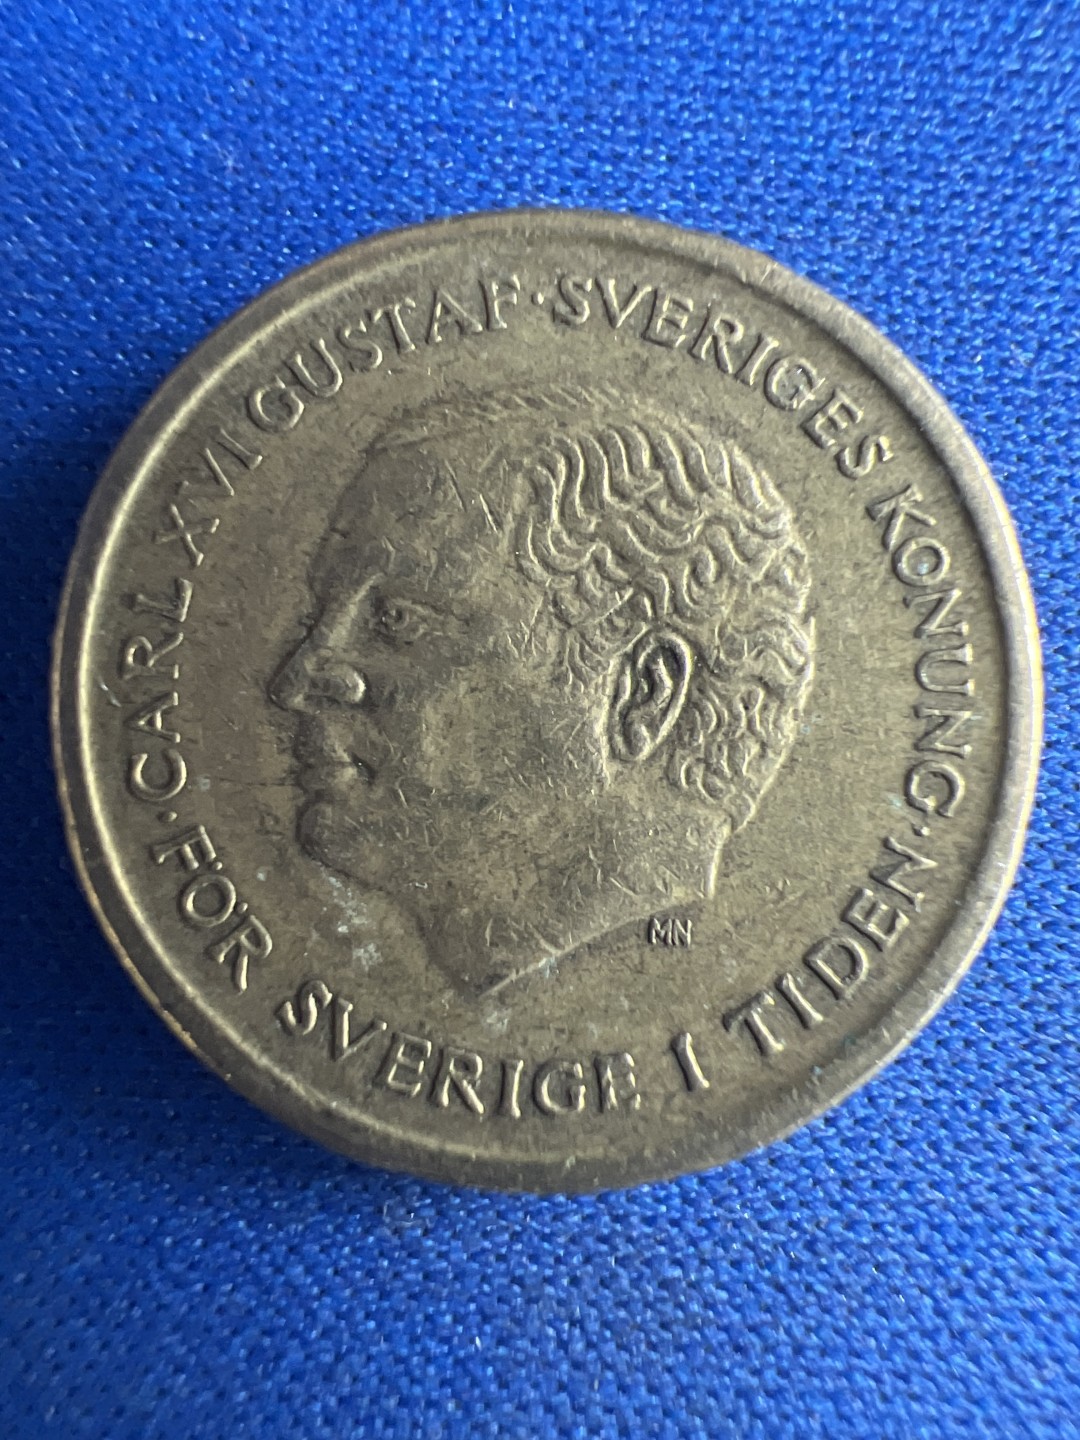 CARL XVI GUSTAF · SVERIGES KONUNG ·
FÖR SVERIGE I TIDEN ·
MN